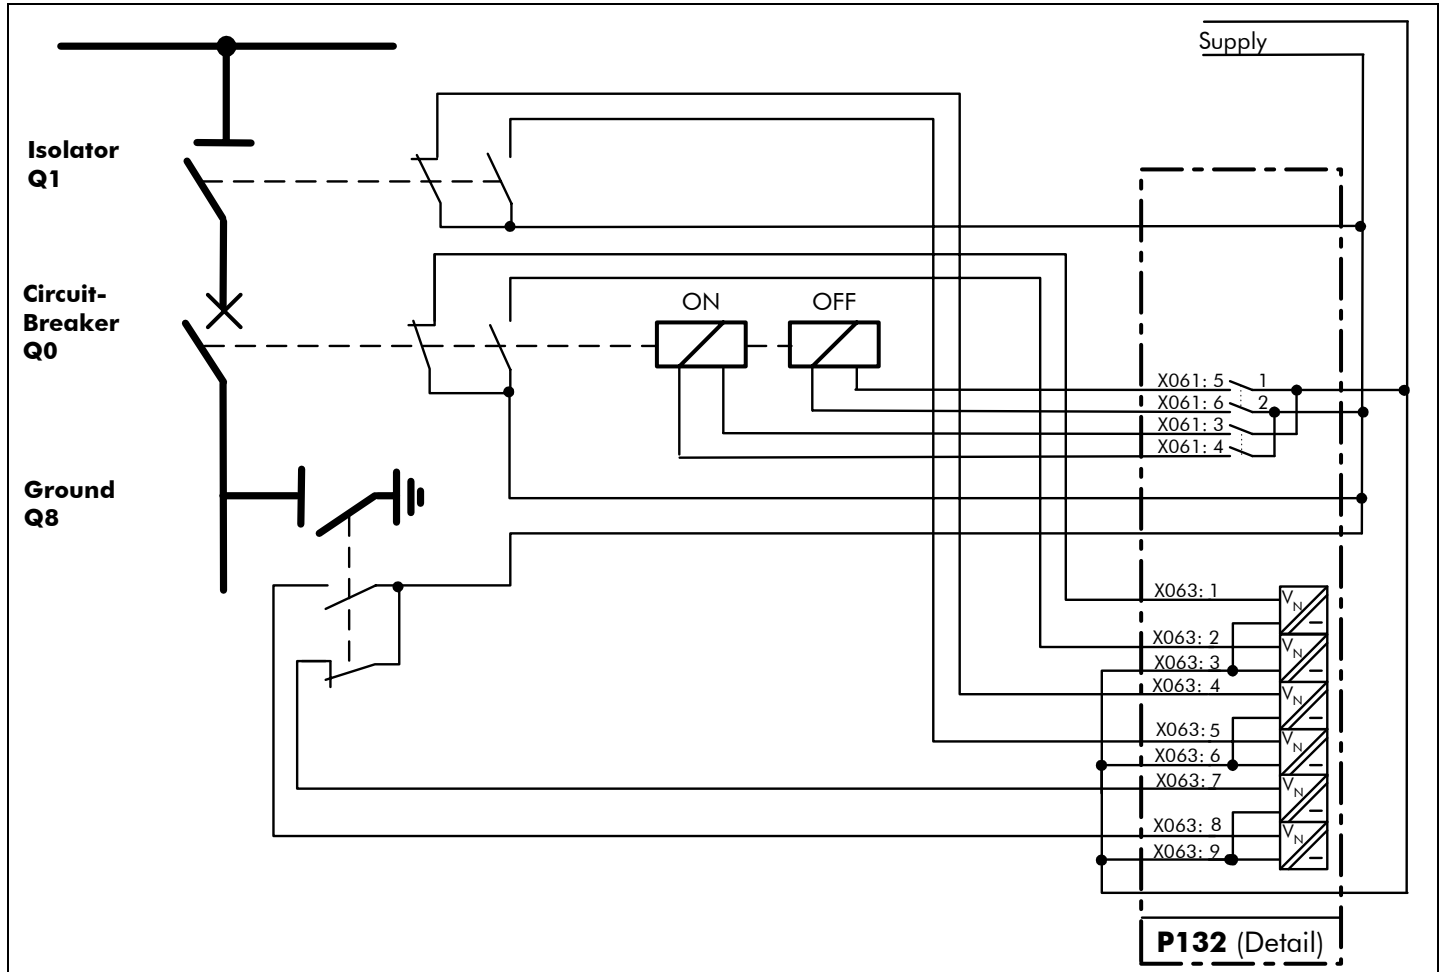 Supply
Isolator
Q1
Circuit-
Breaker
Q0
ON OFF
X061: 5 1
X061: 6 2
X061: 3
X061: 4
Ground
Q8
X063: 1
V N
X063: 2
V N
X063: 3
X063: 4
V N
X063: 5
V N
X063: 6
X063: 7
V N
X063: 8
V N
X063: 9
P132 (Detail)